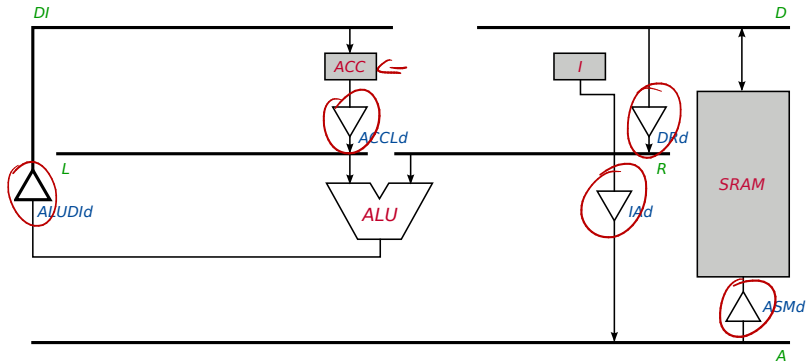 DI
D
ACC
I
ACCLd
DRd
L
R
SRAM
ALUDId
ALU
IAd
ASMd
A